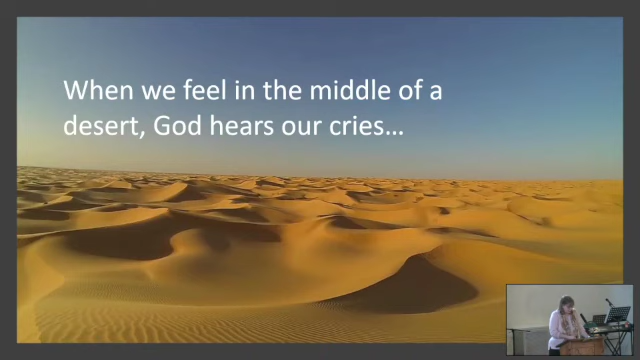 When we feel in the middle of a
desert, God hears our cries...